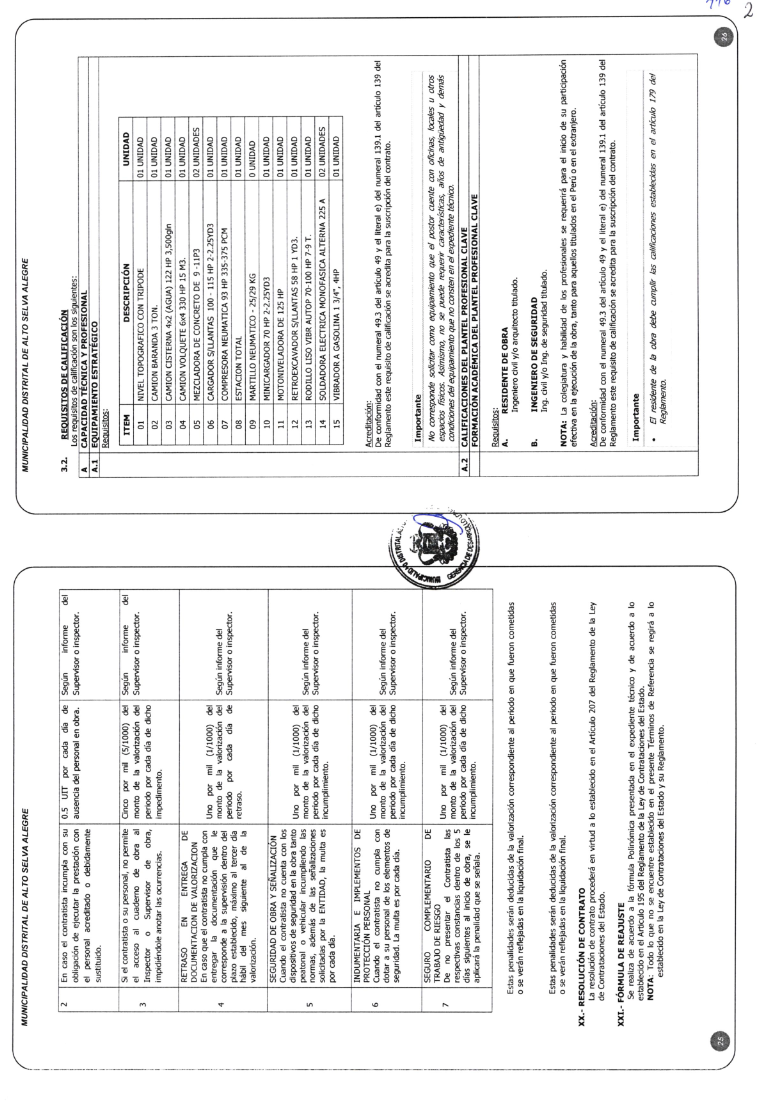 MUNICIPALIDAD DISTRITAL DE ALTO SELVA ALEGRE
2
En caso el contratista incumpla con su
obligación de ejecutar la prestación con
el personal acreditado o debidamente
sustituido.
0.5 UIT por cada día de
ausencia del personal en obra.
Según informe del
Supervisor o inspector.
3
Si el contratista o su personal, no permite
el acceso al cuaderno de obra al
Inspector o Supervisor de obra,
impidiéndole anotar las ocurrencias.
Cinco por mil (5/1000) del
monto de la valorización del
periodo por cada día de dicho
impedimento.
Según informe del
Supervisor o inspector.
4
RETRASO EN ENTREGA DE
DOCUMENTACION DE VALORIZACION
En caso que el contratista no cumpla con
entregar la documentación que le
corresponde a la supervisión dentro del
plazo establecido, máximo al tercer día
hábil del mes siguiente al de la
valorización.
Uno por mil (1/1000) del
monto de la valorización del
periodo por cada día de
retraso.
Según informe del
Supervisor o inspector.
5
SEGURIDAD DE OBRA Y SEÑALIZACIÓN
Cuando el contratista no cuenta con los
dispositivos de seguridad en la obra tanto
peatonal o vehicular incumpliendo las
normas, además de las señalizaciones
solicitadas por la ENTIDAD, la multa es
por cada día.
Uno por mil (1/1000) del
monto de la valorización del
periodo por cada día de dicho
incumplimiento.
Según informe del
Supervisor o inspector.
6
INDUMENTARIA E IMPLEMENTOS DE
PROTECCIÓN PERSONAL
Cuando el contratista no cumpla con
dotar a su personal de los elementos de
seguridad. La multa es por cada día.
Uno por mil (1/1000) del
monto de la valorización del
periodo por cada día de dicho
incumplimiento.
Según informe del
Supervisor o inspector.
7
SEGURO COMPLEMENTARIO DE
TRABAJO DE RIESGO
De no presentar el Contratista las
respectivas constancias dentro de los 5
días siguientes al inicio de obra, se le
aplicará la penalidad que se señala.
Uno por mil (1/1000) del
monto de la valorización del
periodo por cada día de dicho
incumplimiento.
Según informe del
Supervisor o inspector.
Estas penalidades serán deducidas de la valorización correspondiente al periodo en que fueron cometidas
o se verán reflejadas en la liquidación final.
Estas penalidades serán deducidas de la valorización correspondiente al periodo en que fueron cometidas
o se verán reflejadas en la liquidación final.
XX.- RESOLUCIÓN DE CONTRATO
La resolución de contrato procederá en virtud a lo establecido en el Artículo 207 del Reglamento de la Ley
de Contrataciones del Estado.
XXI.- FÓRMULA DE REAJUSTE
Se realiza de acuerdo a la fórmula Polinómica presentada en el expediente técnico y de acuerdo a lo
establecido en el Artículo 195 del Reglamento de la Ley de Contrataciones del Estado.
NOTA: Todo lo que no se encuentre establecido en el presente Términos de Referencia se regirá a lo
establecido en la Ley de Contrataciones del Estado y su Reglamento.
25
MUNICIPALIDAD DISTRITAL DE ALTO SELVA ALEGRE
3.2. REQUISITOS DE CALIFICACIÓN
Los requisitos de calificación son los siguientes:
A CAPACIDAD TÉCNICA Y PROFESIONAL
A.1 EQUIPAMIENTO ESTRATÉGICO
Requisitos:
ITEM DESCRIPCIÓN UNIDAD
01 NIVEL TOPOGRAFICO CON TRIPODE 01 UNIDAD
02 CAMION BARANDA 3 TON. 01 UNIDAD
03 CAMION CISTERNA 4x2 (AGUA) 122 HP 3,500gln 01 UNIDAD
04 CAMION VOLQUETE 6x4 330 HP 15 M3. 01 UNIDAD
05 MEZCLADORA DE CONCRETO DE 9 -11P3 02 UNIDADES
06 CARGADOR S/LLANTAS 100 - 115 HP 2-2.25YD3 01 UNIDAD
07 COMPRESORA NEUMATICA 93 HP 335-375 PCM 01 UNIDAD
08 ESTACION TOTAL 01 UNIDAD
09 MARTILLO NEUMATICO - 25/29 KG 0 UNIDAD
10 MINICARGADOR 70 HP 2-2.25YD3 01 UNIDAD
11 MOTONIVELADORA DE 125 HP 01 UNIDAD
12 RETROEXCAVADOR S/LLANTAS 58 HP 1 YD3. 01 UNIDAD
13 RODILLO LISO VIBR AUTOP 70-100 HP 7-9 T. 01 UNIDAD
14 SOLDADORA ELECTRICA MONOFASICA ALTERNA 225 A 02 UNIDADES
15 VIBRADOR A GASOLINA 1 3/4", 4HP 01 UNIDAD
Acreditación:
De conformidad con el numeral 49.3 del artículo 49 y el literal e) del numeral 139.1 del artículo 139 del
Reglamento este requisito de calificación se acredita para la suscripción del contrato.
Importante
No corresponde solicitar como equipamiento que el postor cuente con oficinas, locales u otros
espacios físicos. Asimismo, no se puede requerir características, años de antigüedad y demás
condiciones del equipamiento que no consten en el expediente técnico.
A.2 CALIFICACIONES DEL PLANTEL PROFESIONAL CLAVE
FORMACIÓN ACADÉMICA DEL PLANTEL PROFESIONAL CLAVE
Requisitos:
A. RESIDENTE DE OBRA
Ingeniero civil y/o arquitecto titulado.
B. INGENIERO DE SEGURIDAD
Ing. civil y/o Ing. de seguridad titulado.
NOTA: La colegiatura y habilidad de los profesionales se requerirá para el inicio de su participación
efectiva en la ejecución de la obra, tanto para aquellos titulados en el Perú o en el extranjero.
Acreditación:
De conformidad con el numeral 49.3 del artículo 49 y el literal e) del numeral 139.1 del artículo 139 del
Reglamento este requisito de calificación se acredita para la suscripción del contrato.
Importante
• El residente de la obra debe cumplir las calificaciones establecidas en el artículo 179 del
Reglamento.
26
2